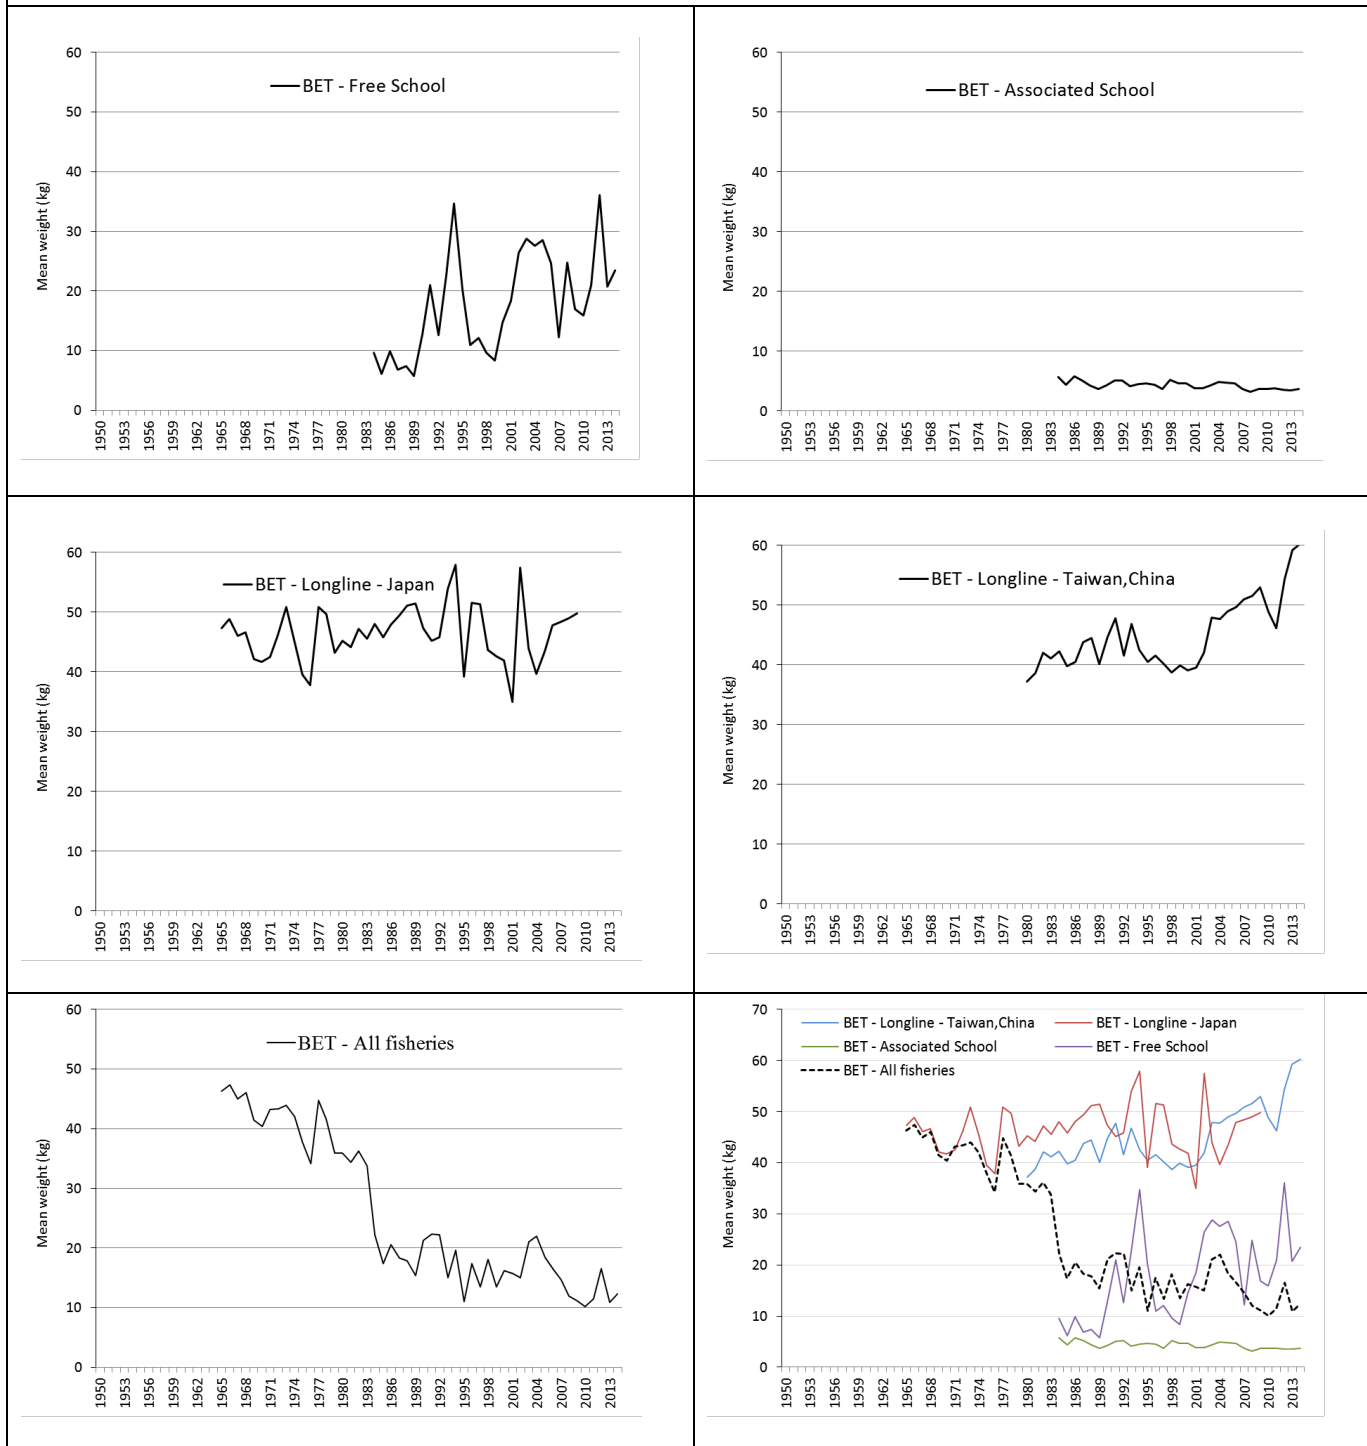 BET - Free School
Mean weight (kg)
60
50
40
30
20
10
0
1950 1953 1956 1959 1962 1965 1968 1971 1974 1977 1980 1983 1986 1989 1992 1995 1998 2001 2004 2007 2010 2013
BET - Associated School
Mean weight (kg)
60
50
40
30
20
10
0
1950 1953 1956 1959 1962 1965 1968 1971 1974 1977 1980 1983 1986 1989 1992 1995 1998 2001 2004 2007 2010 2013
BET - Longline - Japan
Mean weight (kg)
60
50
40
30
20
10
0
1950 1953 1956 1959 1962 1965 1968 1971 1974 1977 1980 1983 1986 1989 1992 1995 1998 2001 2004 2007 2010 2013
BET - Longline - Taiwan,China
Mean weight (kg)
60
50
40
30
20
10
0
1950 1953 1956 1959 1962 1965 1968 1971 1974 1977 1980 1983 1986 1989 1992 1995 1998 2001 2004 2007 2010 2013
BET - All fisheries
Mean weight (kg)
60
50
40
30
20
10
0
1950 1953 1956 1959 1962 1965 1968 1971 1974 1977 1980 1983 1986 1989 1992 1995 1998 2001 2004 2007 2010 2013
BET - Longline - Taiwan,China BET - Longline - Japan
BET - Associated School BET - Free School
BET - All fisheries
Mean weight (kg)
70
60
50
40
30
20
10
0
1950 1953 1956 1959 1962 1965 1968 1971 1974 1977 1980 1983 1986 1989 1992 1995 1998 2001 2004 2007 2010 2013